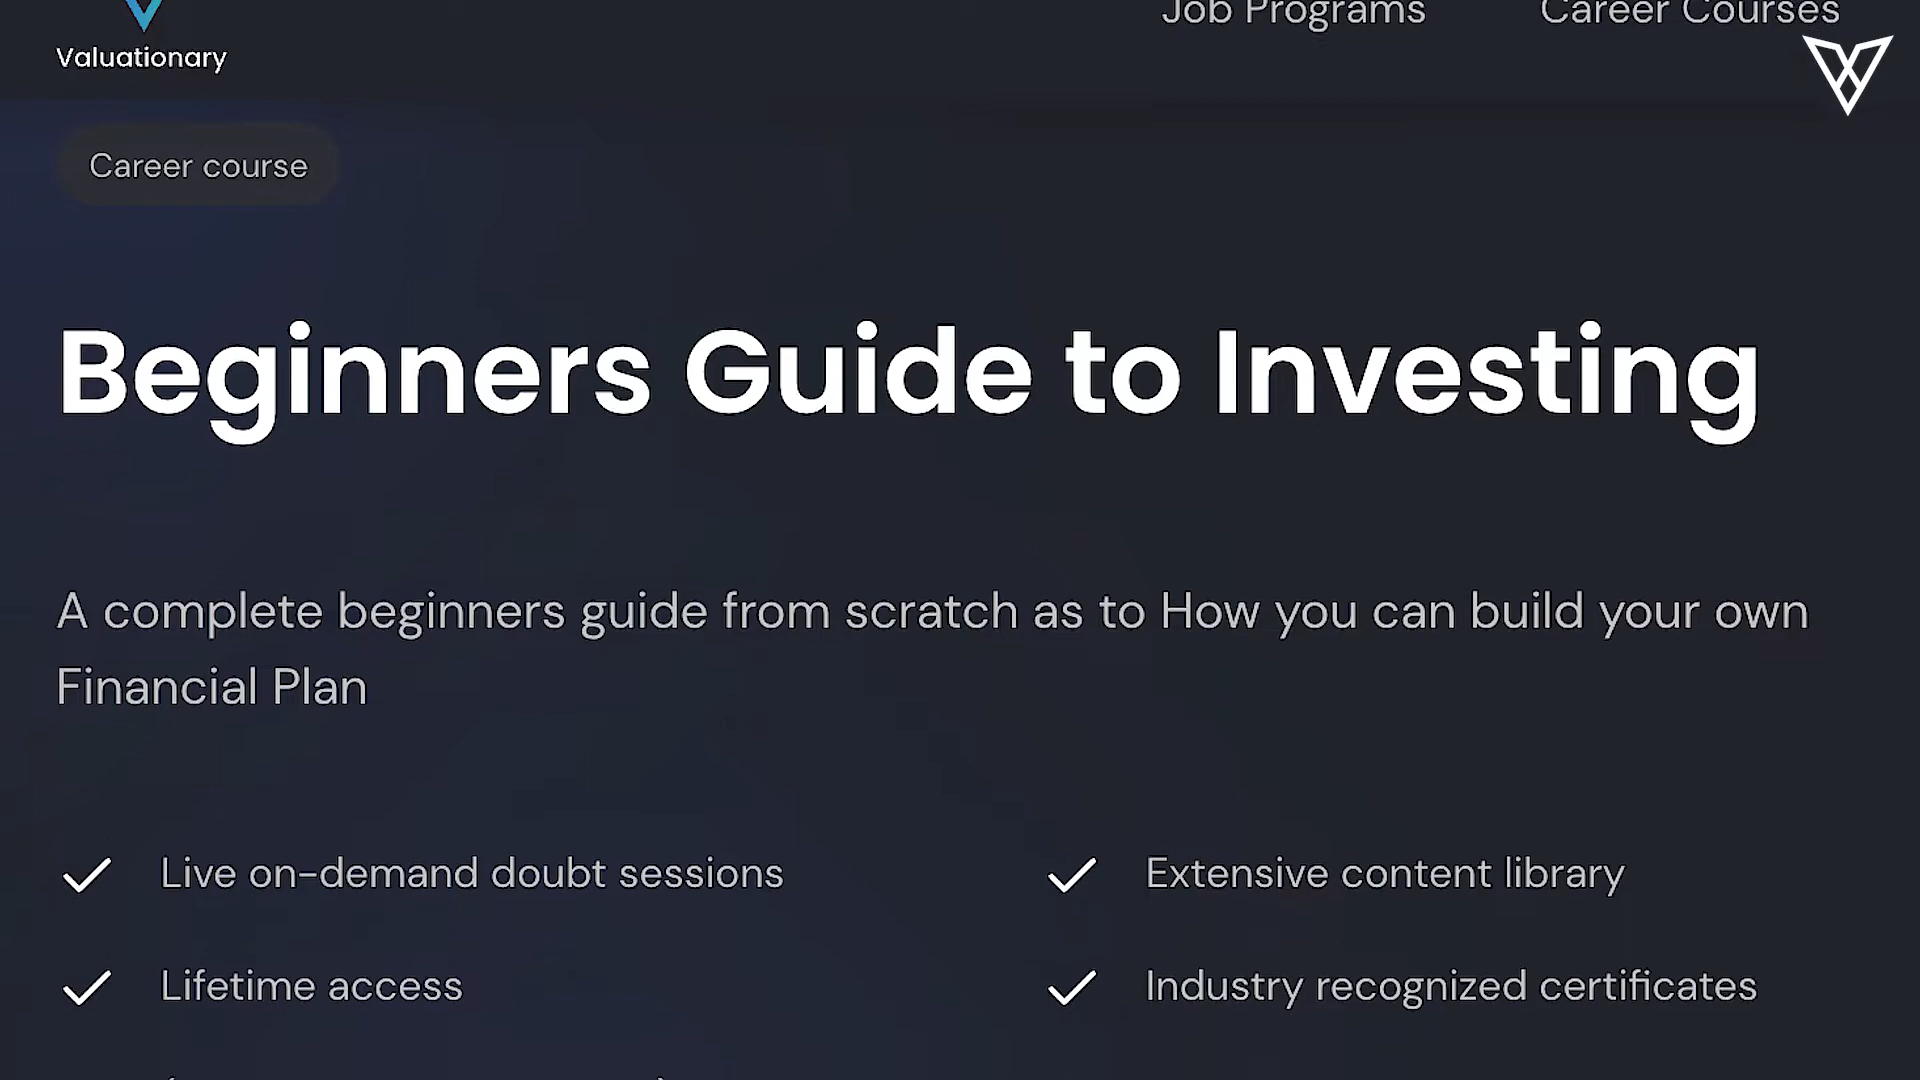 Job Programs
Career Courses
Valuationary
Career course
Beginners Guide to Investing
A complete beginners guide from scratch as to How you can build your own
Financial Plan
Live on-demand doubt sessions
Extensive content library
Lifetime access
Industry recognized certificates